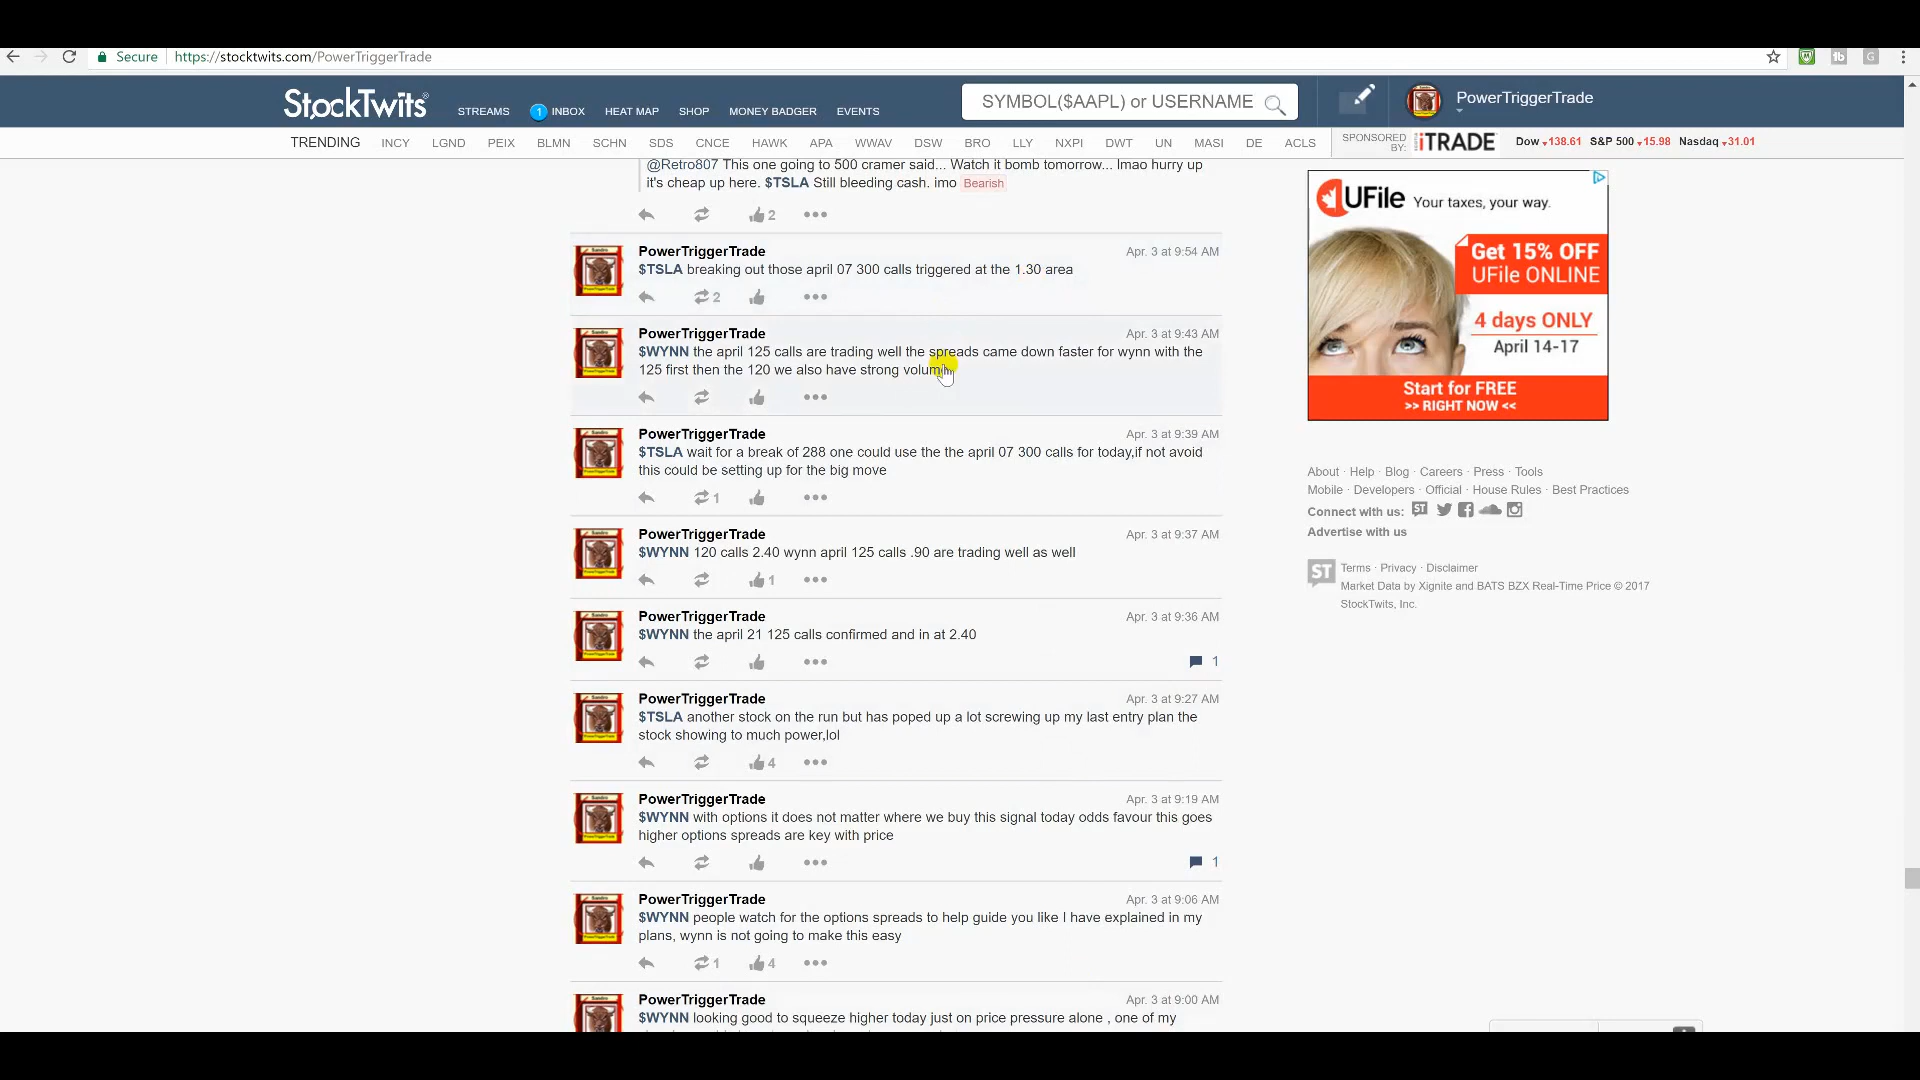 Secure https://stocktwits.com/PowerTriggerTrade
StockTwits® STREAMS 1 INBOX HEAT MAP SHOP MONEY BADGER EVENTS SYMBOL($AAPL) or USERNAME PowerTriggerTrade
TRENDING INCY LGND PEIX BLMN SCHN SDS CNCE HAWK APA WWAV DSW BRO LLY NXPI DWT UN MASI DE ACLS SPONSORED BY: iTRADE Dow 138.61 S&P 500 15.98 Nasdaq 31.01
@Retro807 This one going to 500 cramer said... Watch it bomb tomorrow... lmao hurry up
it's cheap up here. $TSLA Still bleeding cash. imo Bearish
2
PowerTriggerTrade Apr. 3 at 9:54 AM
$TSLA breaking out those april 07 300 calls triggered at the 1.30 area
2
PowerTriggerTrade Apr. 3 at 9:43 AM
$WYNN the april 125 calls are trading well the spreads came down faster for wynn with the
125 first then the 120 we also have strong volume
PowerTriggerTrade Apr. 3 at 9:39 AM
$TSLA wait for a break of 288 one could use the the april 07 300 calls for today,if not avoid
this could be setting up for the big move
1
PowerTriggerTrade Apr. 3 at 9:37 AM
$WYNN 120 calls 2.40 wynn april 125 calls .90 are trading well as well
1
PowerTriggerTrade Apr. 3 at 9:36 AM
$WYNN the april 21 125 calls confirmed and in at 2.40
1
PowerTriggerTrade Apr. 3 at 9:27 AM
$TSLA another stock on the run but has poped up a lot screwing up my last entry plan the
stock showing to much power,lol
4
PowerTriggerTrade Apr. 3 at 9:19 AM
$WYNN with options it does not matter where we buy this signal today odds favour this goes
higher options spreads are key with price
1
PowerTriggerTrade Apr. 3 at 9:06 AM
$WYNN people watch for the options spreads to help guide you like I have explained in my
plans, wynn is not going to make this easy
1 4
PowerTriggerTrade Apr. 3 at 9:00 AM
$WYNN looking good to squeeze higher today just on price pressure alone , one of my
UFile Your taxes, your way.
Get 15% OFF
UFile ONLINE
4 days ONLY
April 14-17
Start for FREE
>> RIGHT NOW <<
About · Help · Blog · Careers · Press · Tools
Mobile · Developers · Official · House Rules · Best Practices
Connect with us: ST
Advertise with us
ST Terms · Privacy · Disclaimer
Market Data by Xignite and BATS BZX Real-Time Price © 2017
StockTwits, Inc.